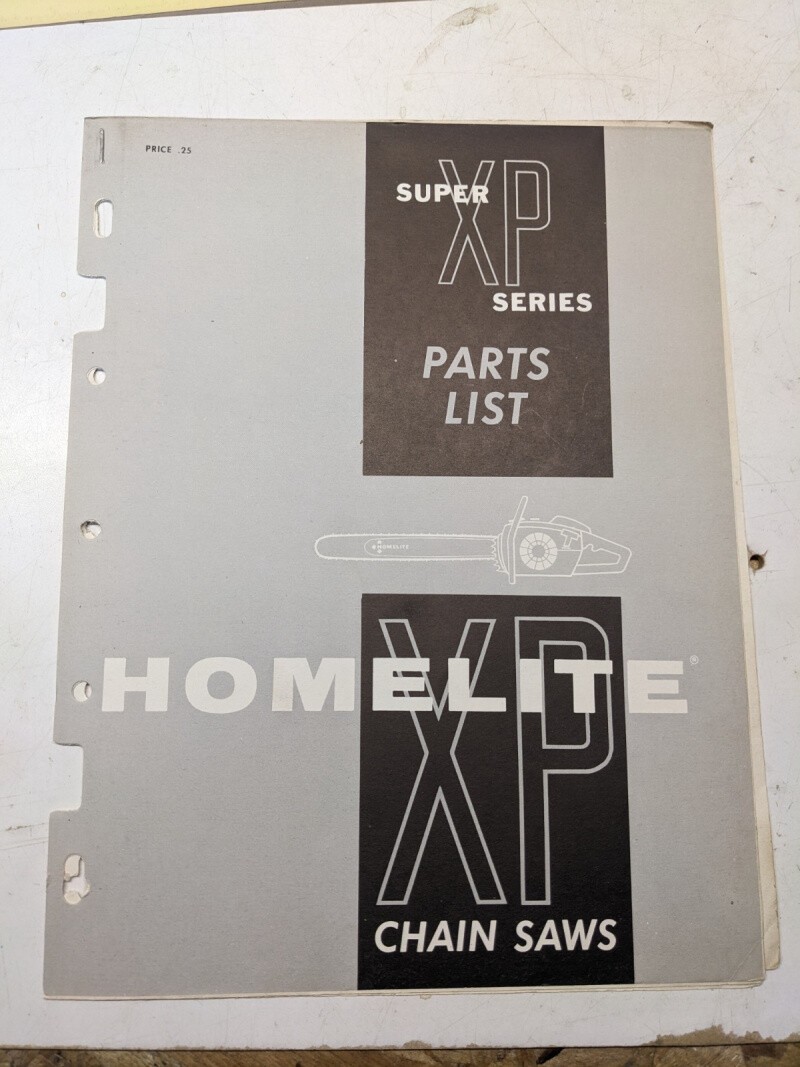 PRICE .25
SUPER XP
SERIES
PARTS
LIST
HOMELITE
HOMELITE®
XP
CHAIN SAWS